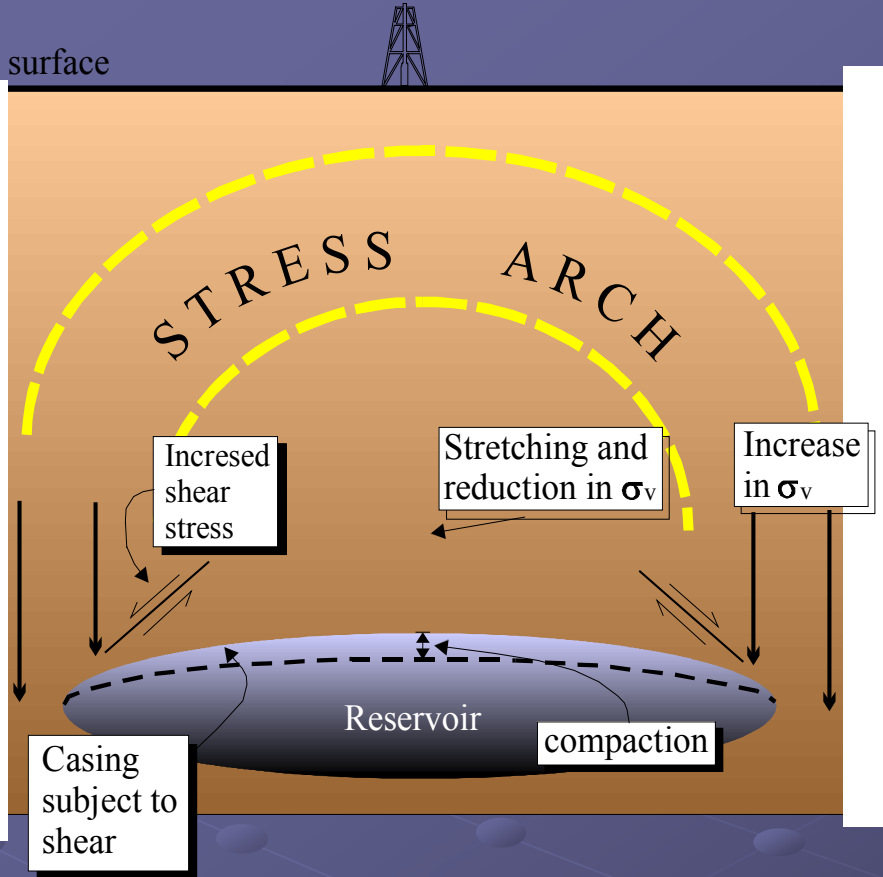 surface
STRESS ARCH
Incresed
shear
stress
Stretching and
reduction in σv
Increase
in σv
Reservoir
compaction
Casing
subject to
shear